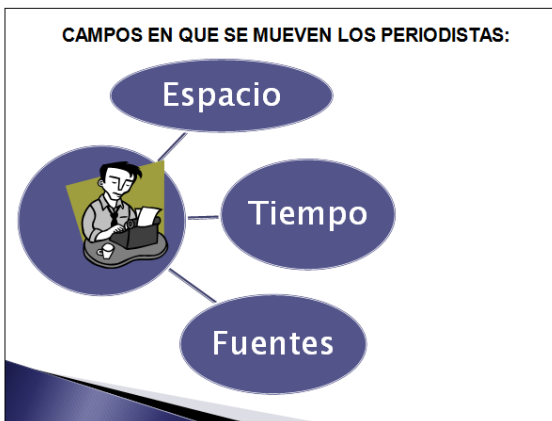 CAMPOS EN QUE SE MUEVEN LOS PERIODISTAS:
Espacio
Tiempo
Fuentes